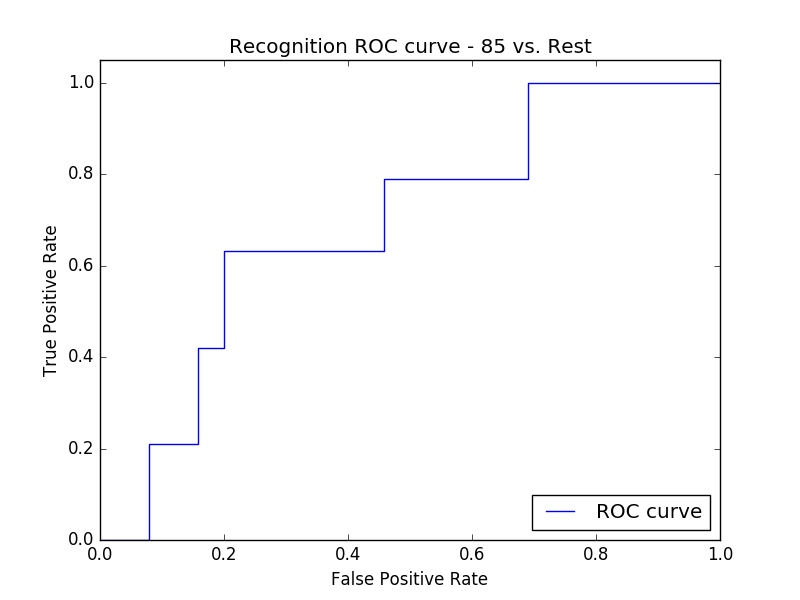 Recognition ROC curve - 85 vs. Rest
1.0
0.8
0.6
0.4
0.2
0.0
True Positive Rate
ROC curve
0.0 0.2 0.4 0.6 0.8 1.0
False Positive Rate